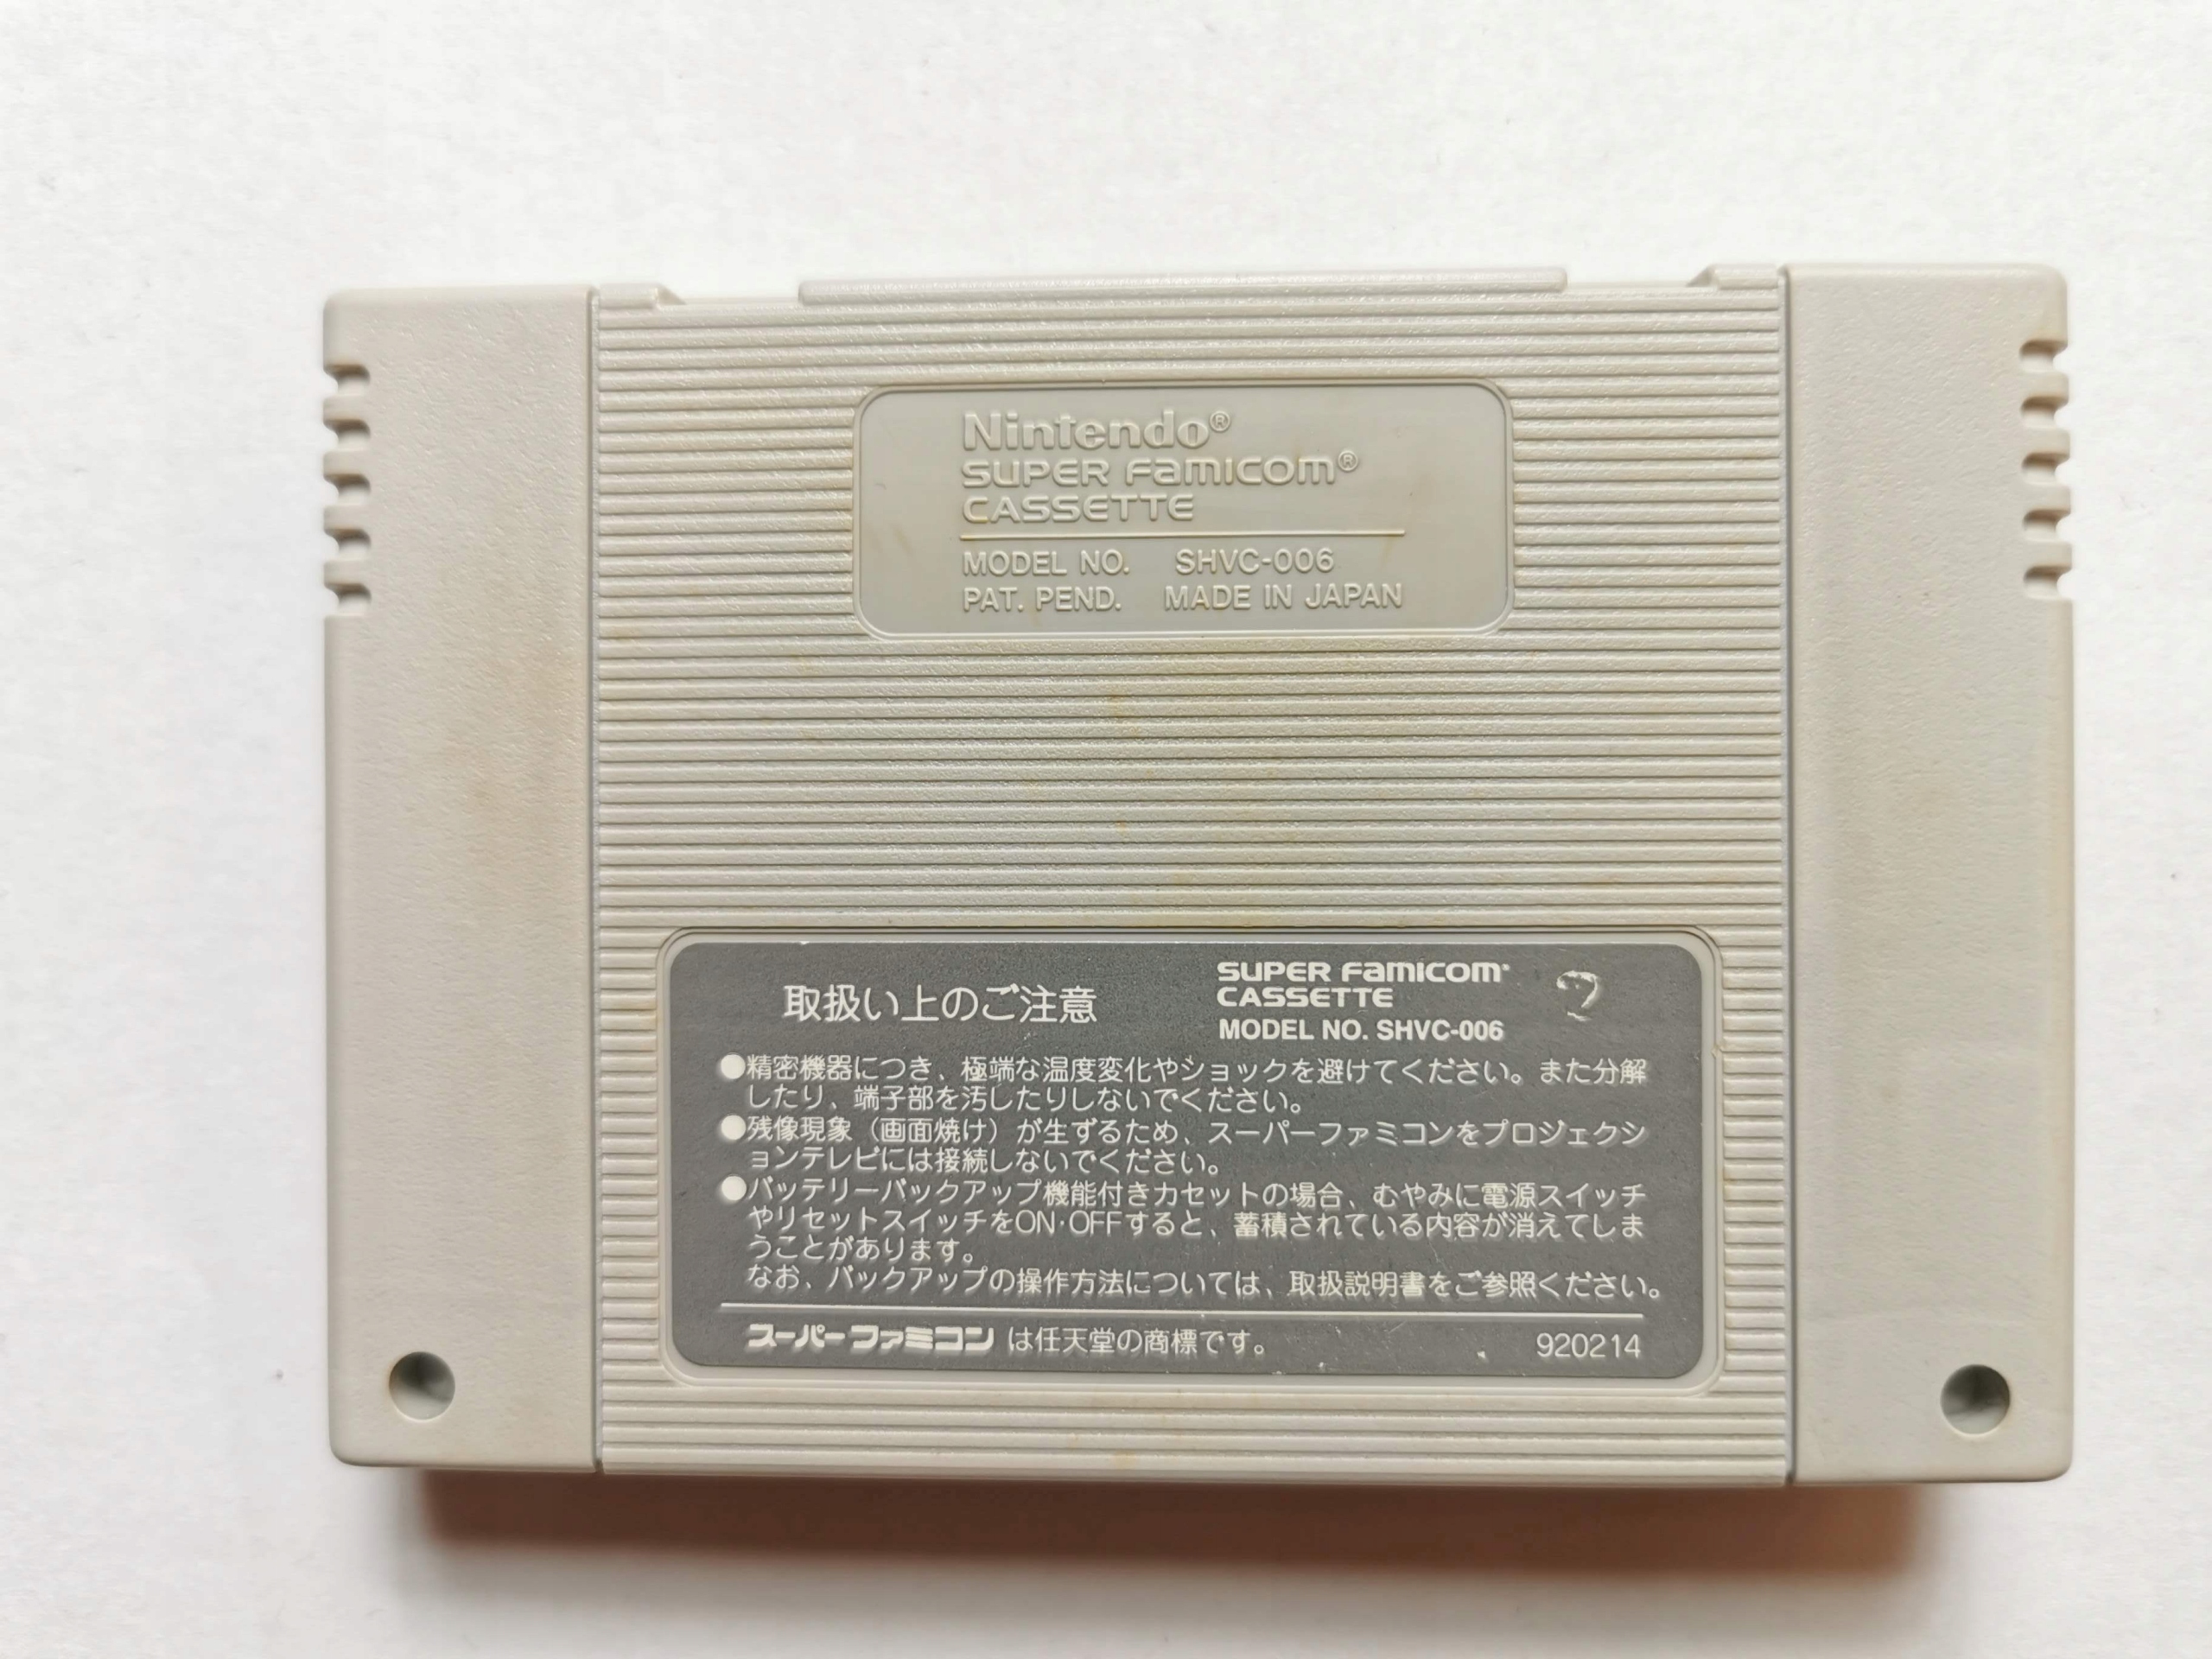 Nintendo®
SUPER FAMICOM®
CASSETTE
MODEL NO. SHVC-006
PAT. PEND. MADE IN JAPAN
取扱い上のご注意
SUPER FAMICOM
CASSETTE
MODEL NO. SHVC-006
●精密機器につき、極端な温度変化やショックを避けてください。また分解
したり、端子部を汚したりしないでください。
●残像現象（画面焼け）が生ずるため、スーパーファミコンをプロジェクシ
ョンテレビには接続しないでください。
●バッテリーバックアップ機能付きカセットの場合、むやみに電源スイッチ
やリセットスイッチをON・OFFすると、蓄積されている内容が消えてしま
うことがあります。
なお、バックアップの操作方法については、取扱説明書をご参照ください。
スーパーファミコンは任天堂の商標です。
920214